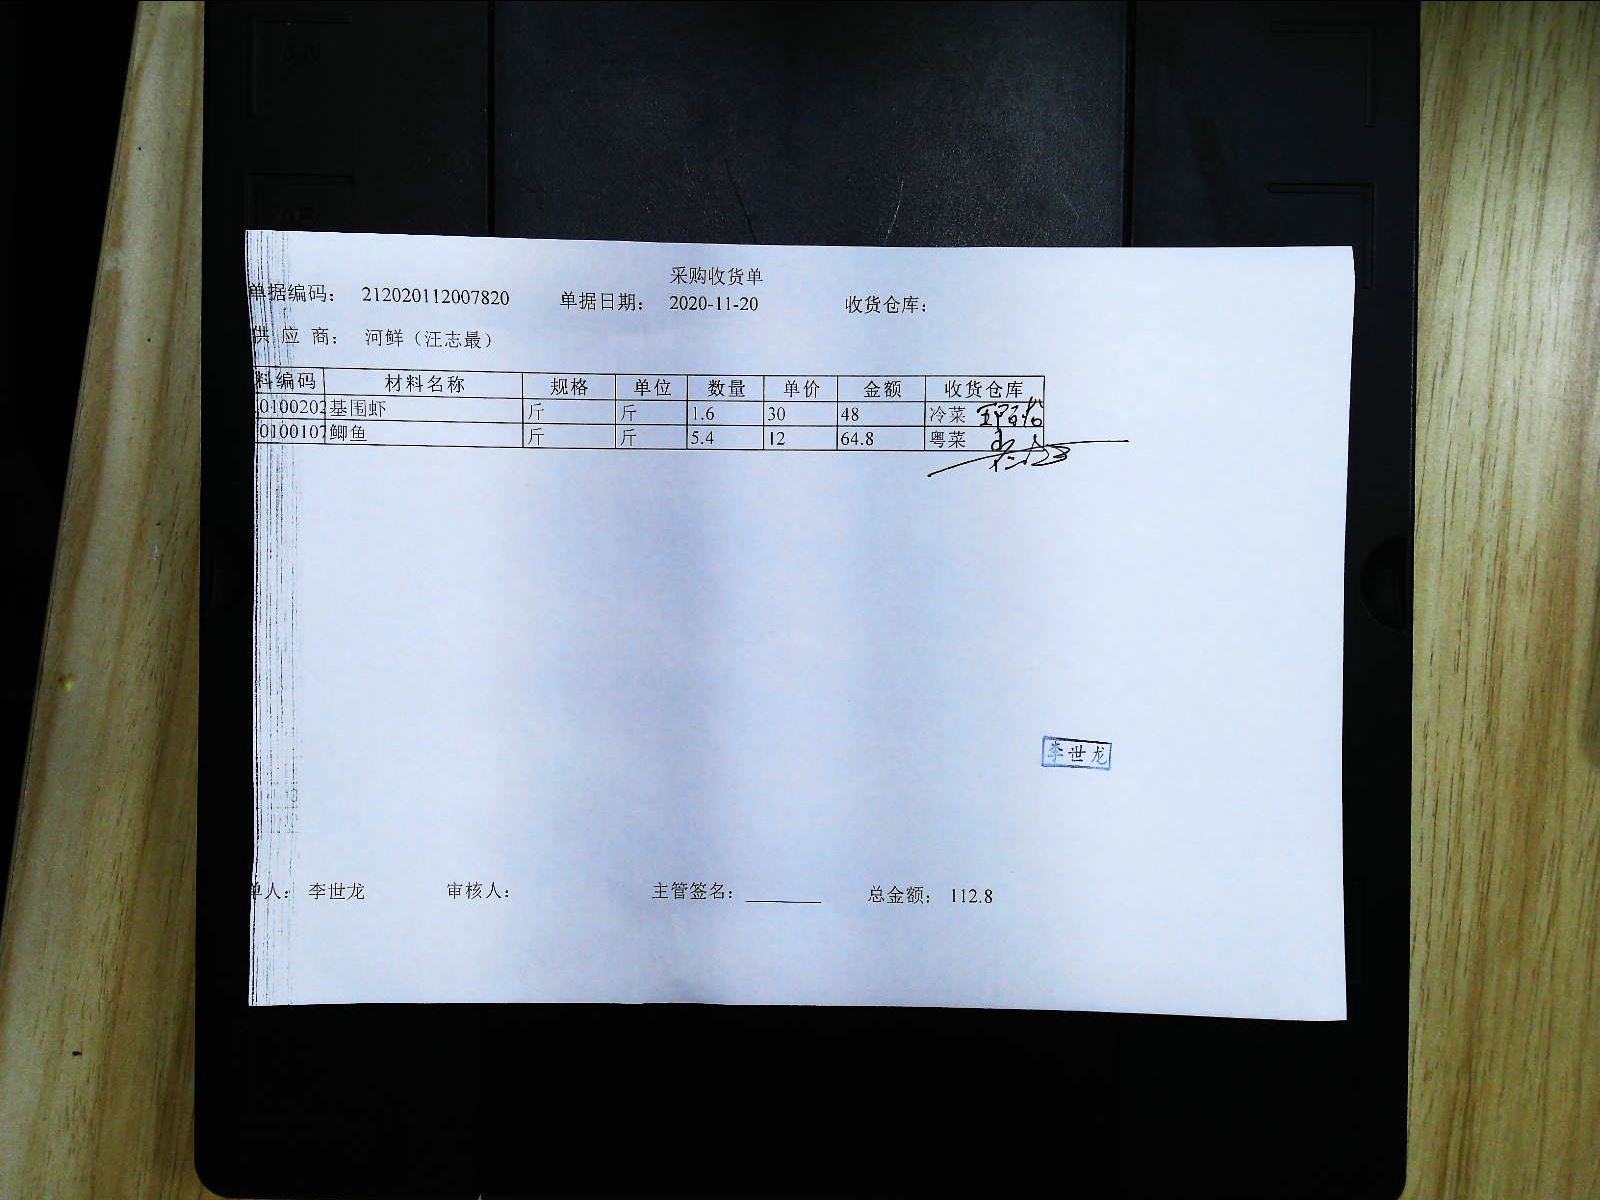 采购收货单
单据编码： 212020112007820 单据日期： 2020-11-20 收货仓库：
供 应 商： 河鲜（汪志最）
料编码 材料名称 规格 单位 数量 单价 金额 收货仓库
0100202 基围虾 斤 斤 1.6 30 48 冷菜
0100107 鲫鱼 斤 斤 5.4 12 64.8 粤菜
李世龙
单人： 李世龙 审核人： 主管签名： 总金额： 112.8